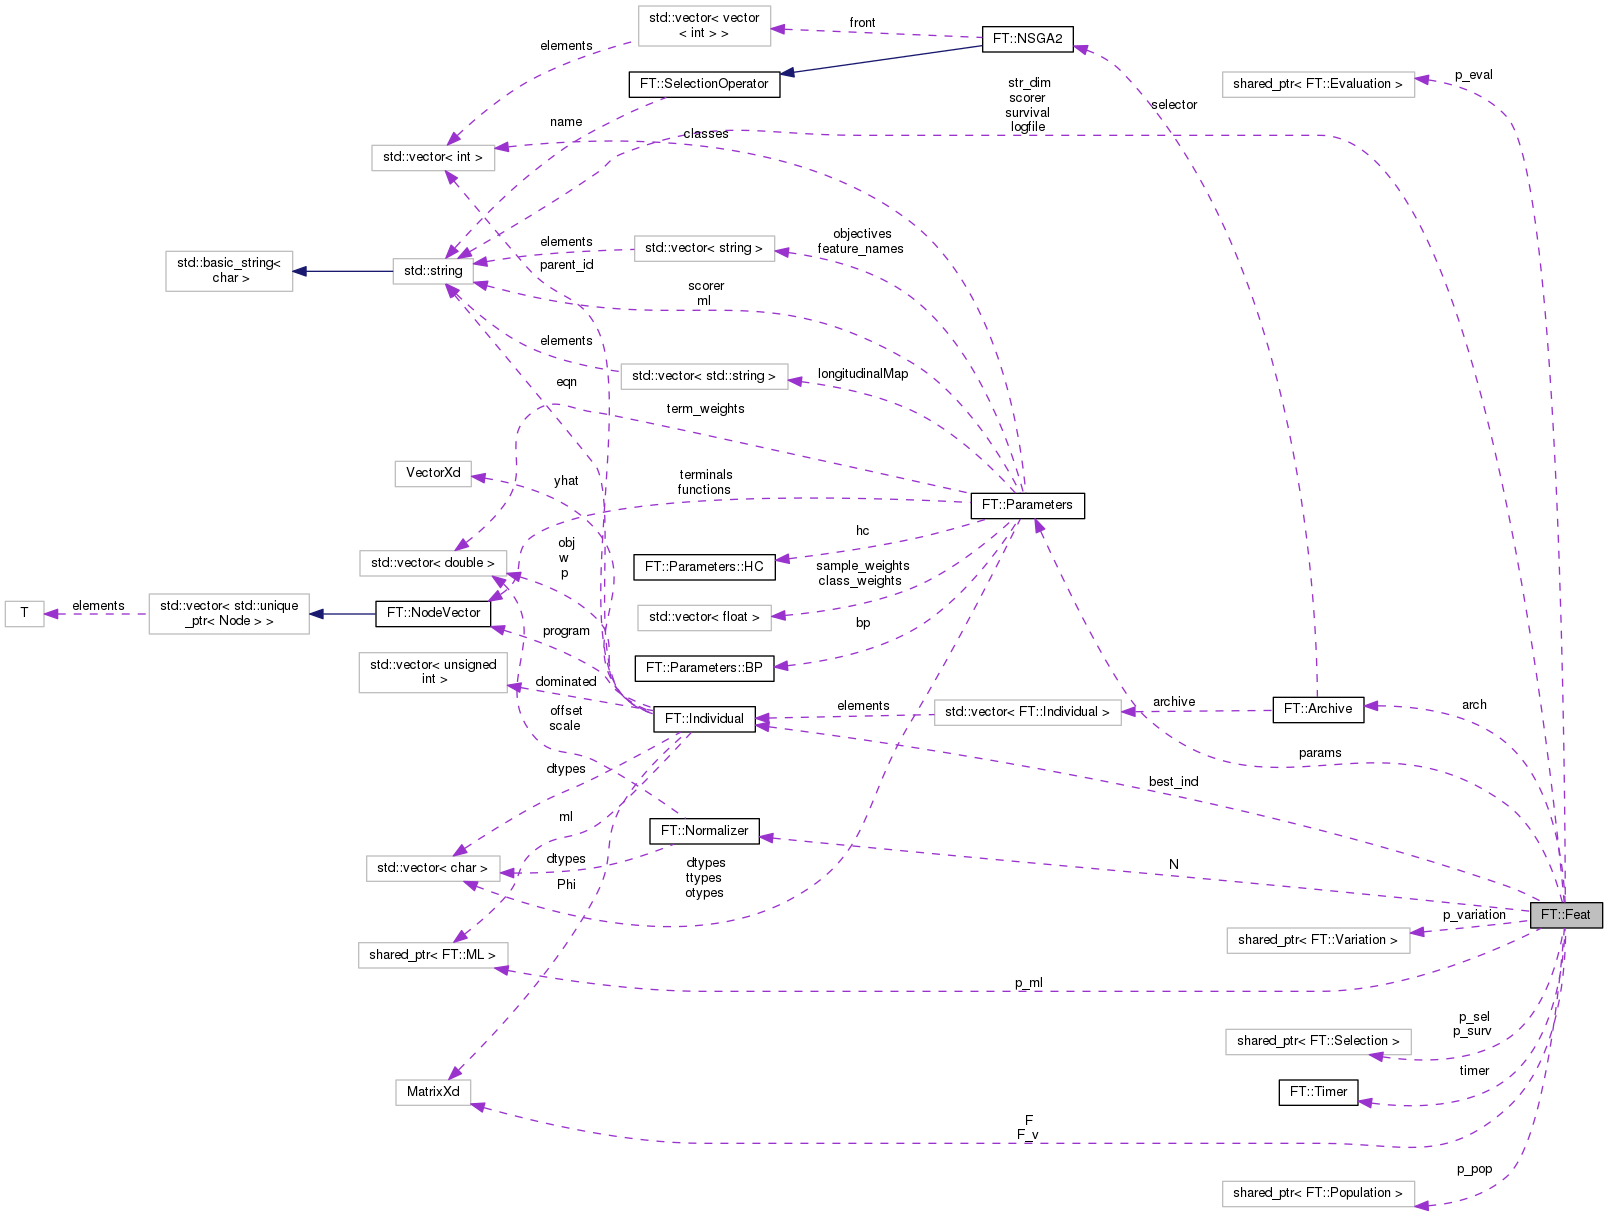 std::vector< vector
< int > >
front
FT::NSGA2
elements
FT::SelectionOperator
str_dim
scorer
survival
logfile
selector
shared_ptr< FT::Evaluation >
p_eval
name
classes
std::vector< int >
objectives
feature_names
elements
std::vector< string >
std::basic_string<
char >
std::string
parent_id
scorer
ml
elements
std::vector< std::string >
longitudinalMap
eqn
term_weights
VectorXd
yhat
terminals
functions
FT::Parameters
hc
obj
w
p
std::vector< double >
FT::Parameters::HC
sample_weights
class_weights
T
elements
std::vector< std::unique
_ptr< Node > >
FT::NodeVector
std::vector< float >
program
bp
std::vector< unsigned
int >
FT::Parameters::BP
dominated
offset
scale
FT::Individual
elements
std::vector< FT::Individual >
archive
FT::Archive
arch
params
dtypes
best_ind
ml
FT::Normalizer
std::vector< char >
dtypes
Phi
dtypes
ttypes
otypes
N
FT::Feat
p_variation
shared_ptr< FT::Variation >
shared_ptr< FT::ML >
p_ml
p_sel
p_surv
shared_ptr< FT::Selection >
timer
MatrixXd
FT::Timer
F
F_v
p_pop
shared_ptr< FT::Population >